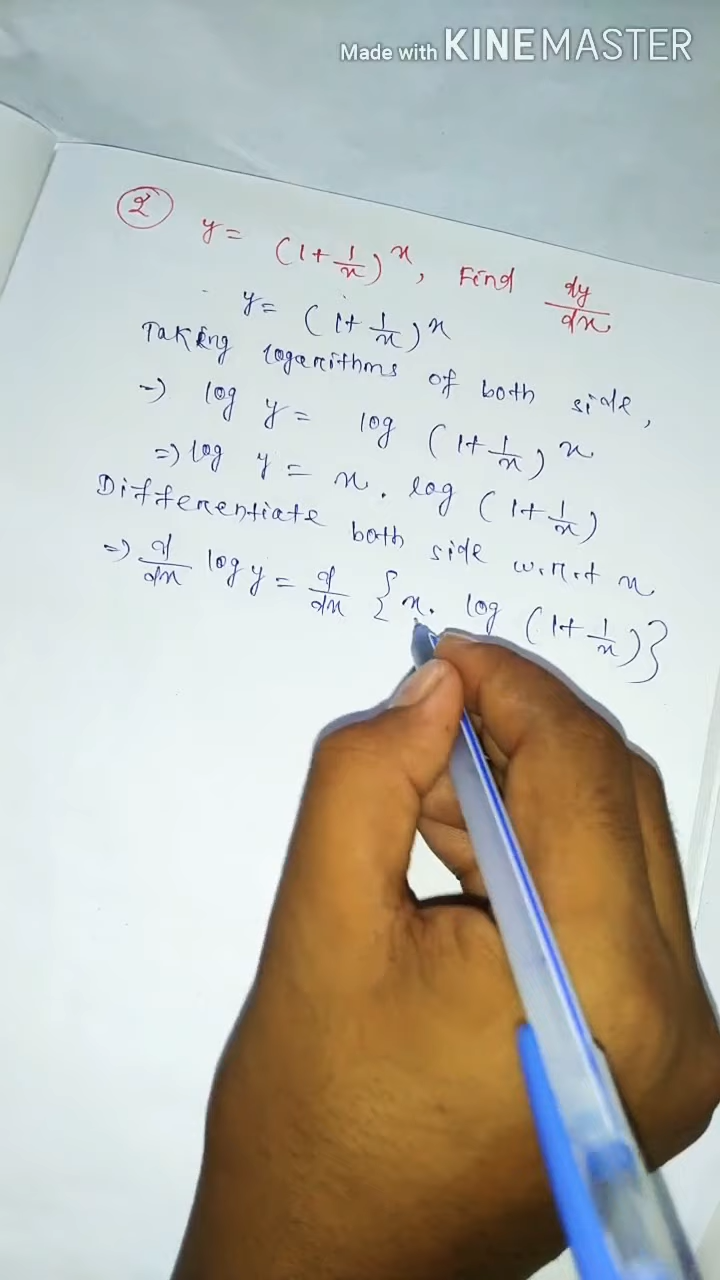 Made with KINEMASTER
② y = (1+1/x)^x, Find dy/dx
y = (1+1/x)^x
Taking logarithms of both side,
=) log y = log (1+1/x)^x
=) log y = x. log (1+1/x)
Differentiate both side w.r.t x
=) d/dx log y = d/dx {x. log (1+1/x)}